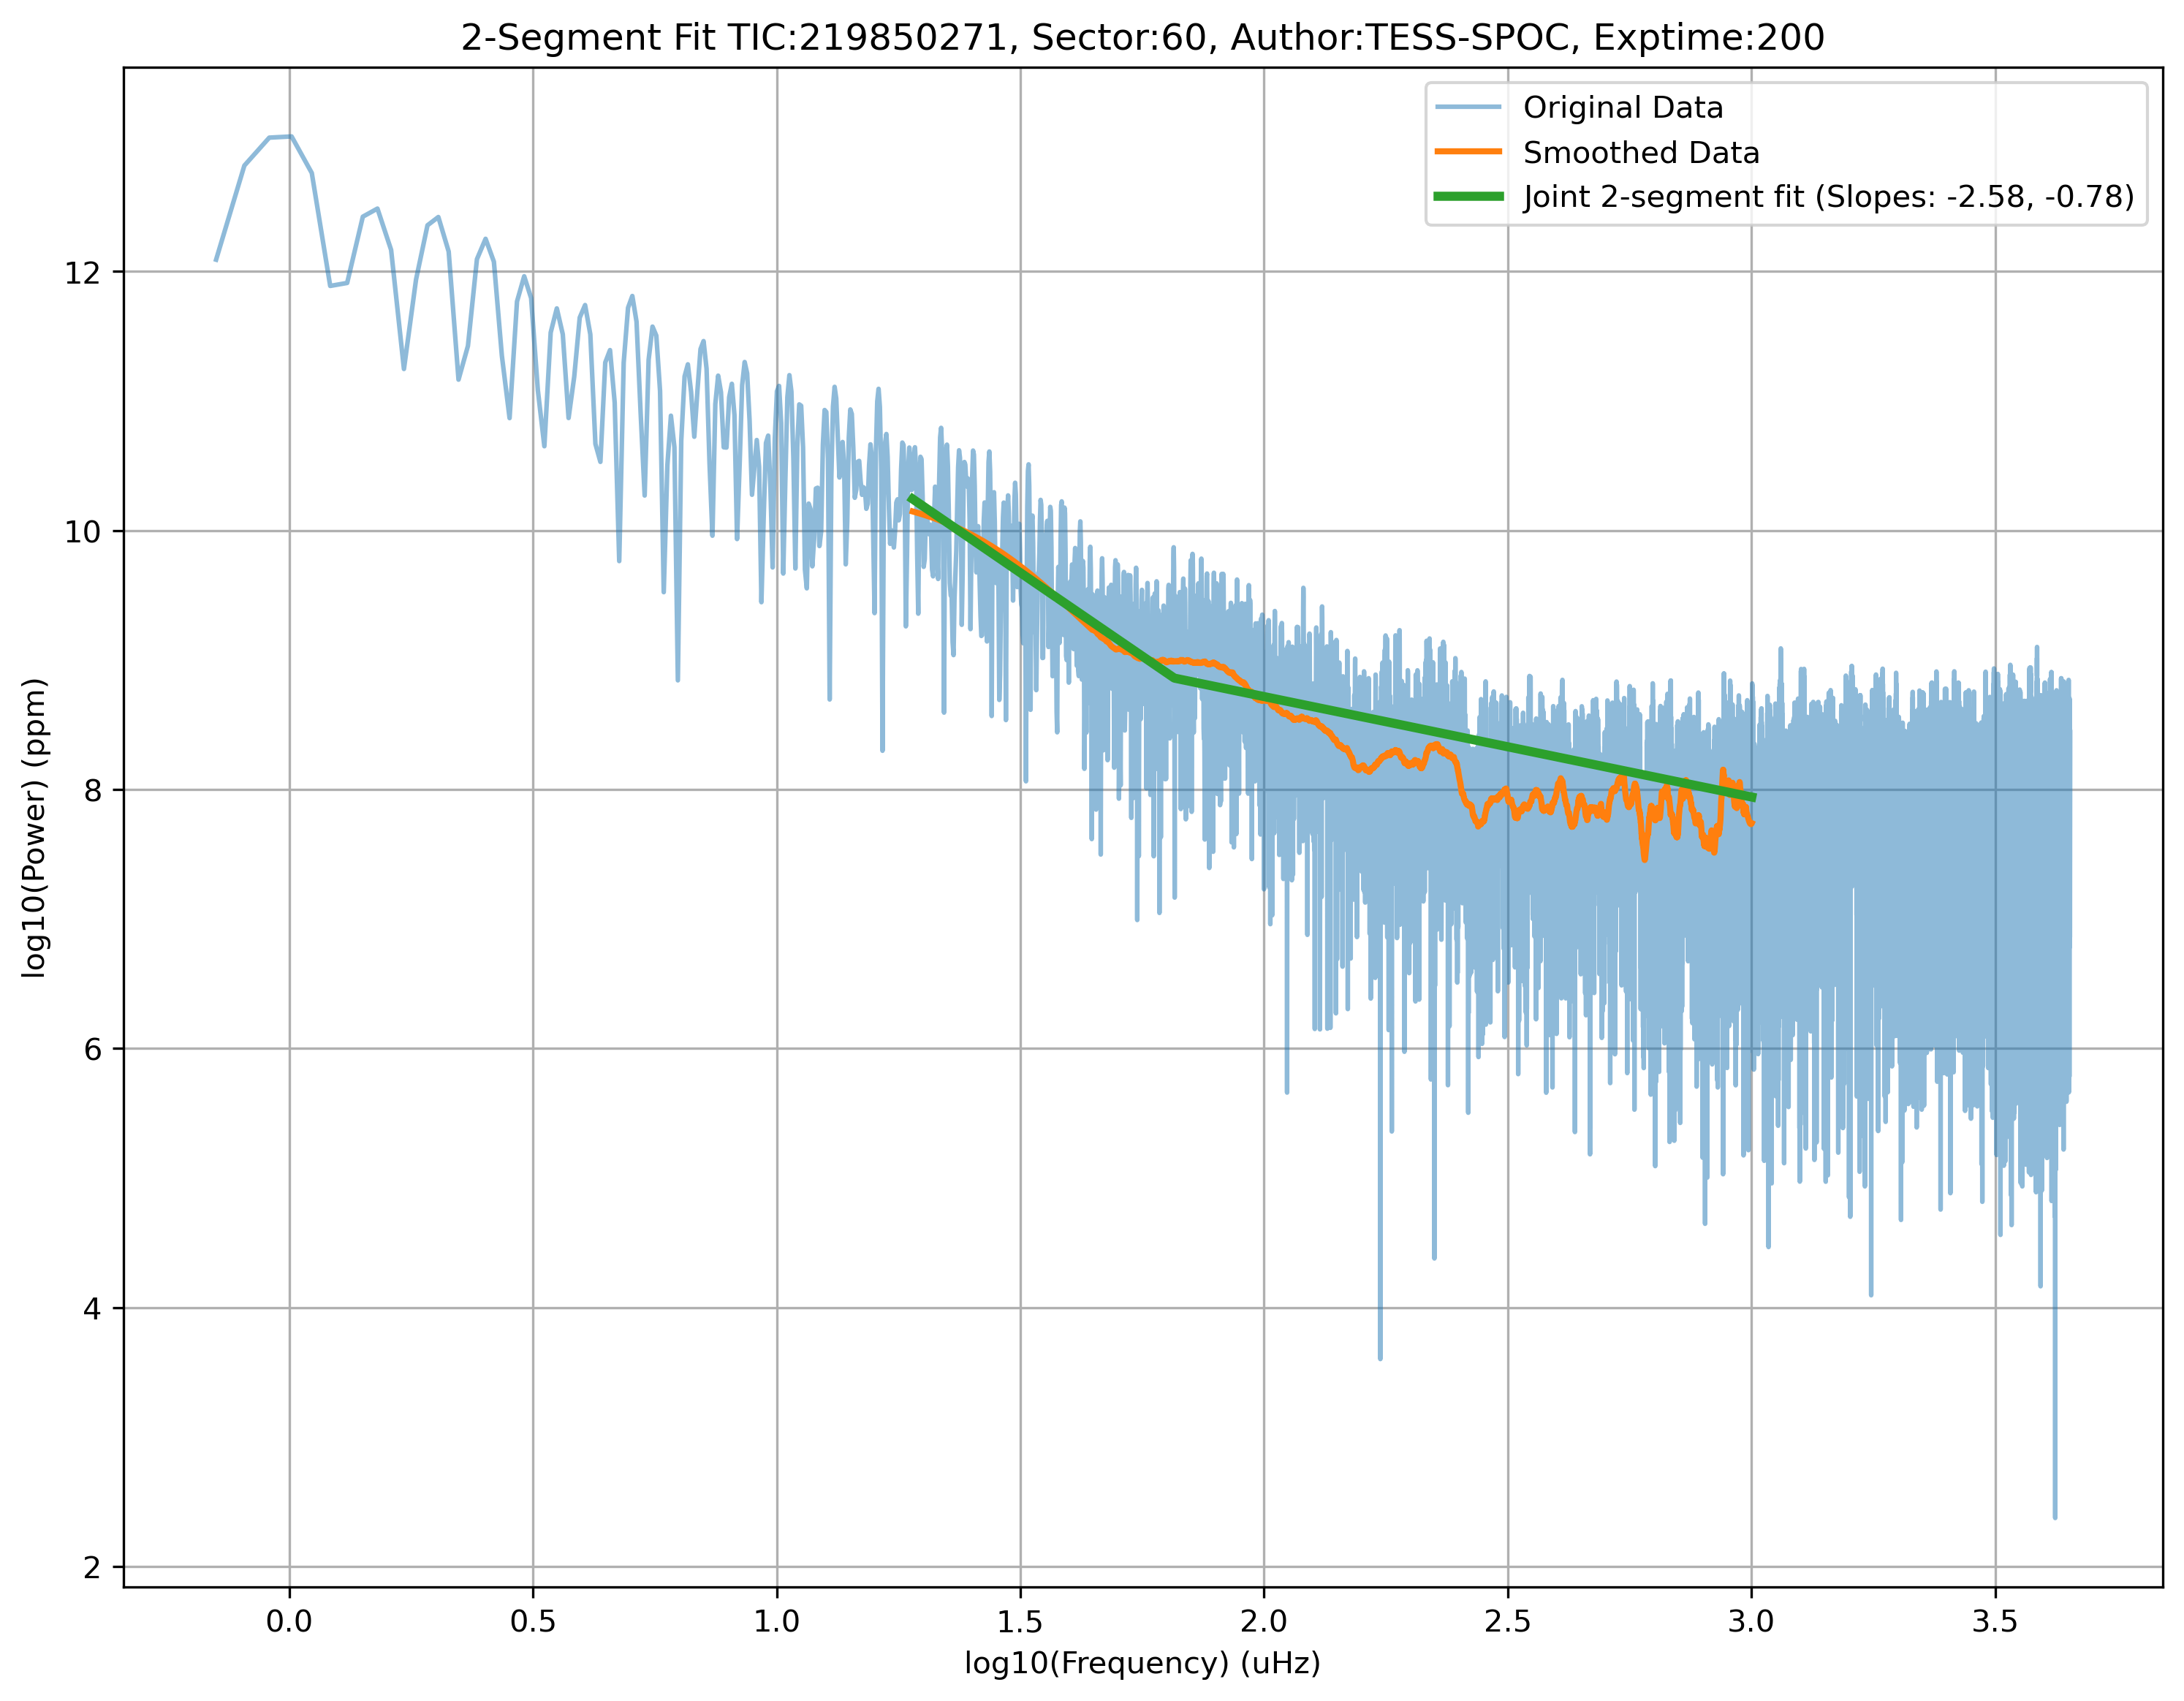 2-Segment Fit TIC:219850271, Sector:60, Author:TESS-SPOC, Exptime:200
Original Data
Smoothed Data
Joint 2-segment fit (Slopes: -2.58, -0.78)
log10(Power) (ppm)
12
10
8
6
4
2
0.0 0.5 1.0 1.5 2.0 2.5 3.0 3.5
log10(Frequency) (uHz)